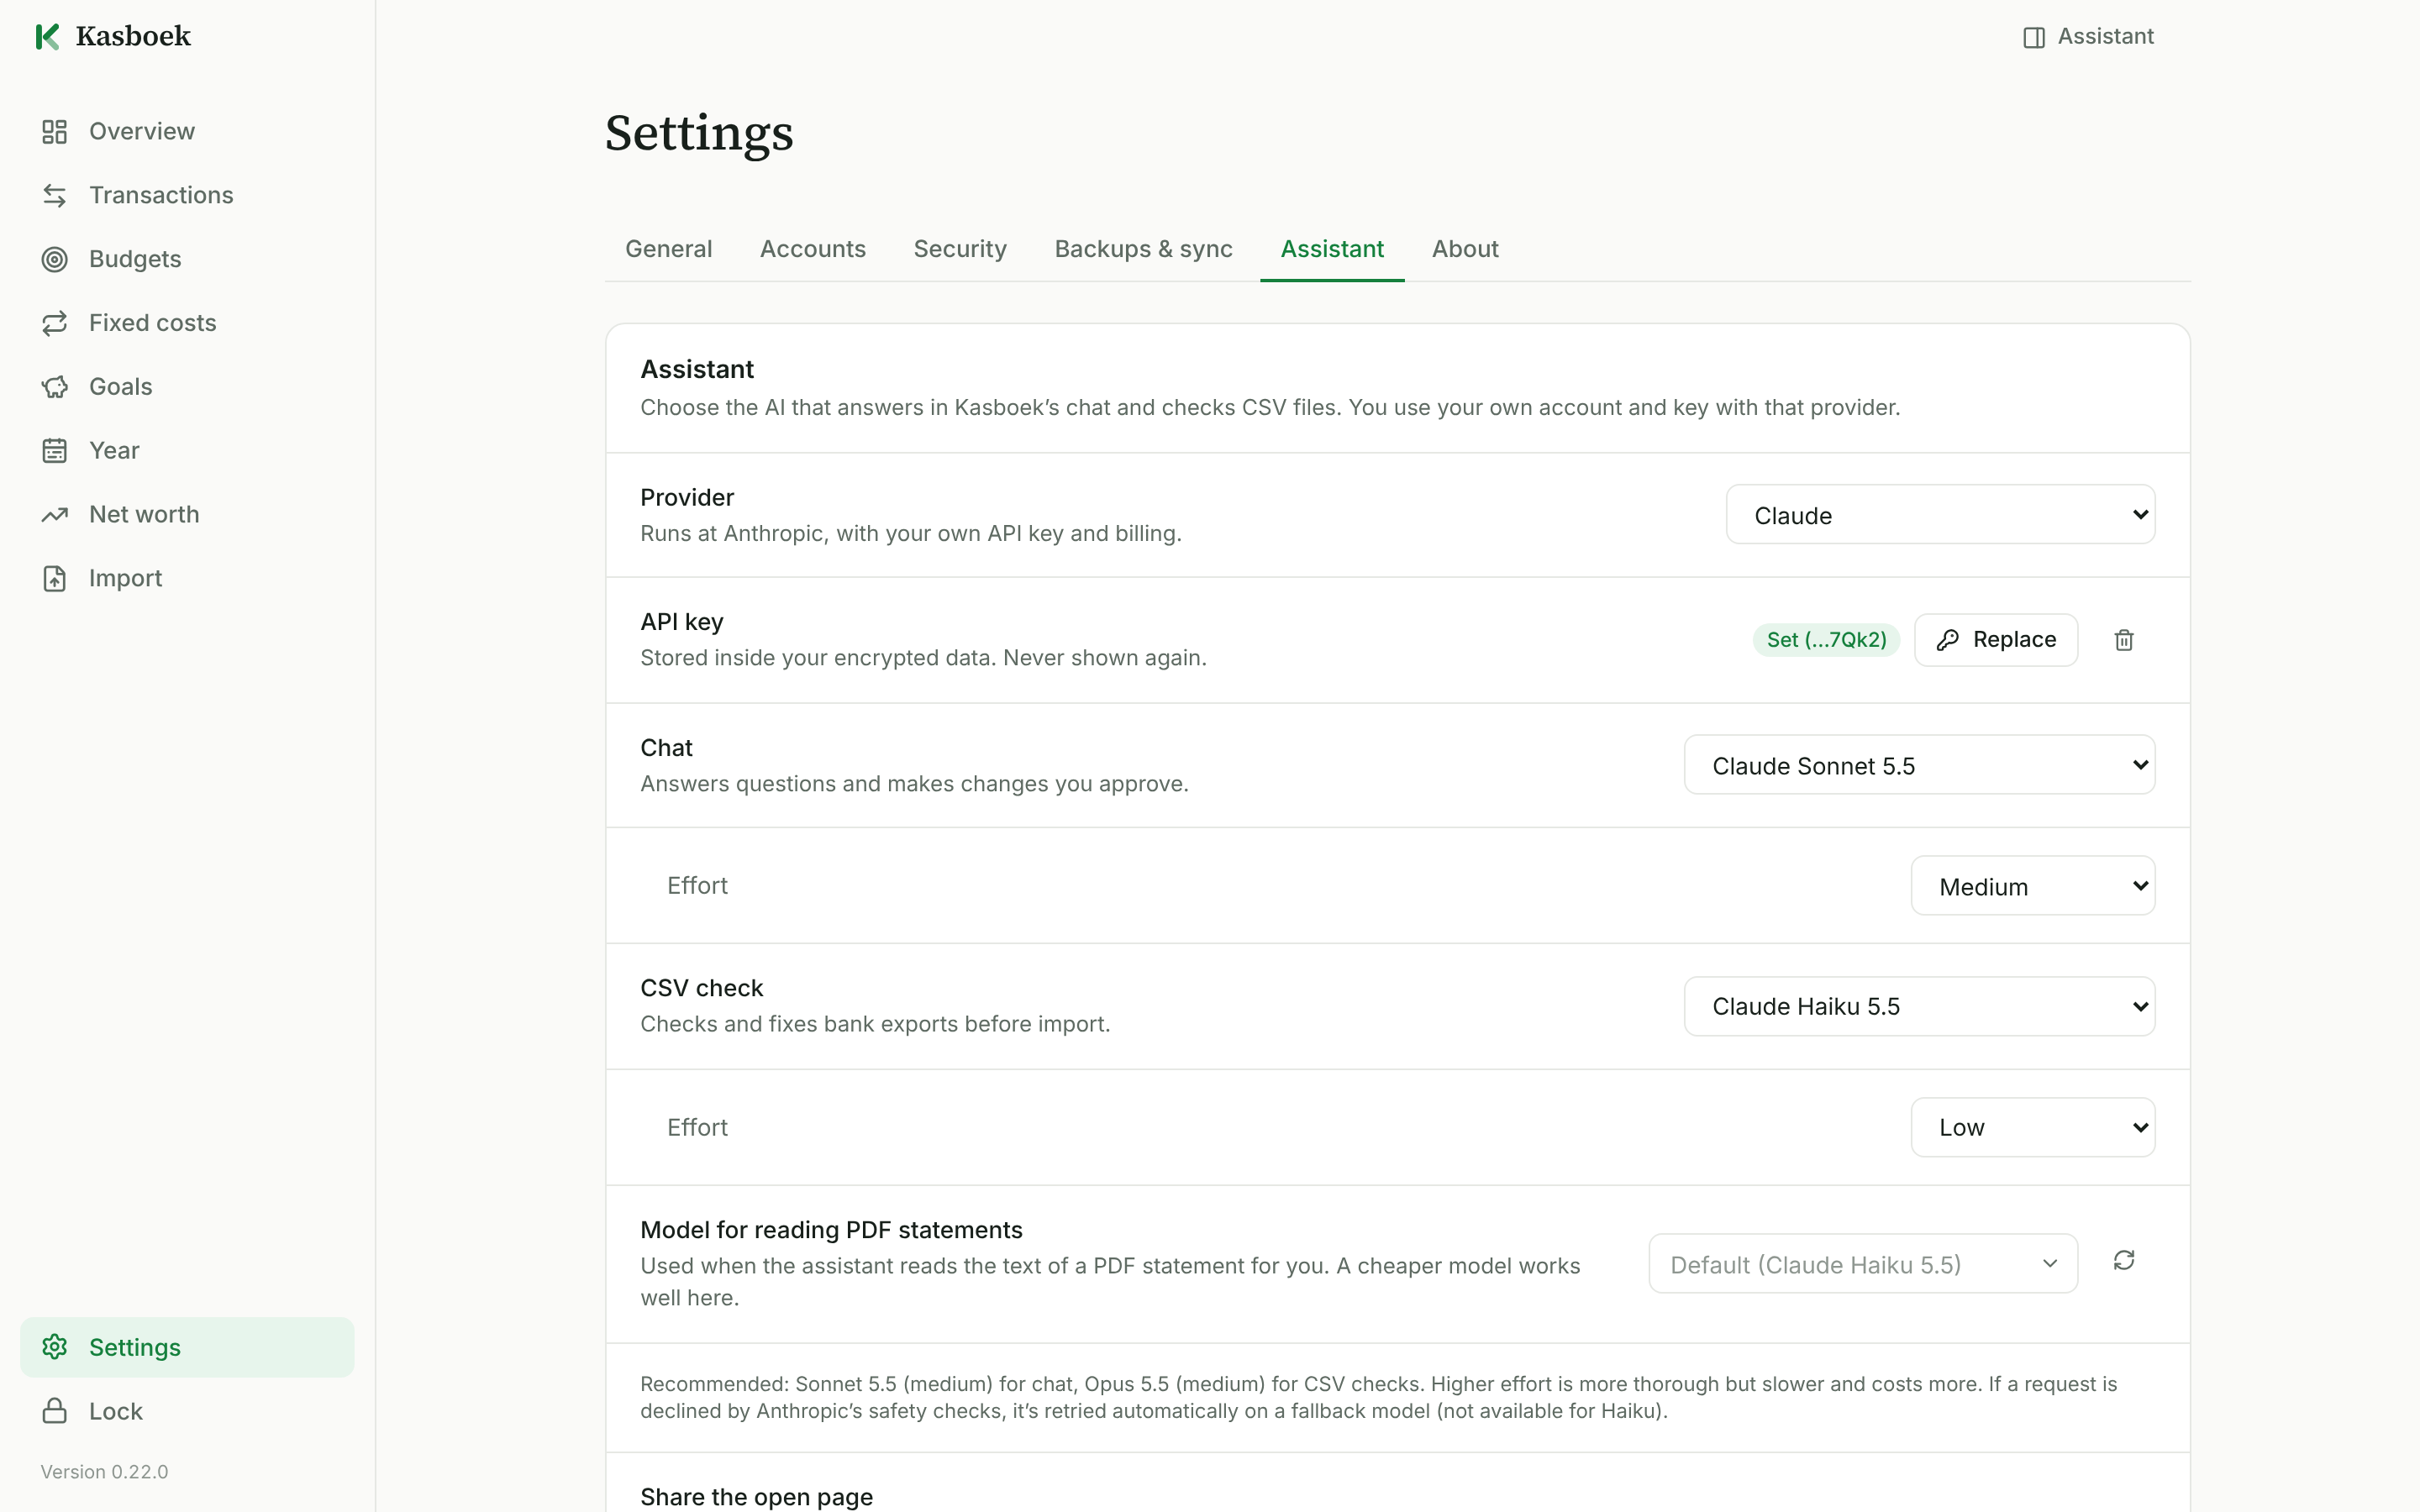 Kasboek
Assistant
Overview
Transactions
Budgets
Fixed costs
Goals
Year
Net worth
Import
Settings
Lock
Version 0.22.0
Settings
General
Accounts
Security
Backups & sync
Assistant
About
Assistant
Choose the AI that answers in Kasboek’s chat and checks CSV files. You use your own account and key with that provider.
Provider
Runs at Anthropic, with your own API key and billing.
Claude
API key
Stored inside your encrypted data. Never shown again.
Set (…7Qk2)
Replace
Chat
Answers questions and makes changes you approve.
Claude Sonnet 5.5
Effort
Medium
CSV check
Checks and fixes bank exports before import.
Claude Haiku 5.5
Effort
Low
Model for reading PDF statements
Used when the assistant reads the text of a PDF statement for you. A cheaper model works
well here.
Default (Claude Haiku 5.5)
Recommended: Sonnet 5.5 (medium) for chat, Opus 5.5 (medium) for CSV checks. Higher effort is more thorough but slower and costs more. If a request is
declined by Anthropic’s safety checks, it’s retried automatically on a fallback model (not available for Haiku).
Share the open page